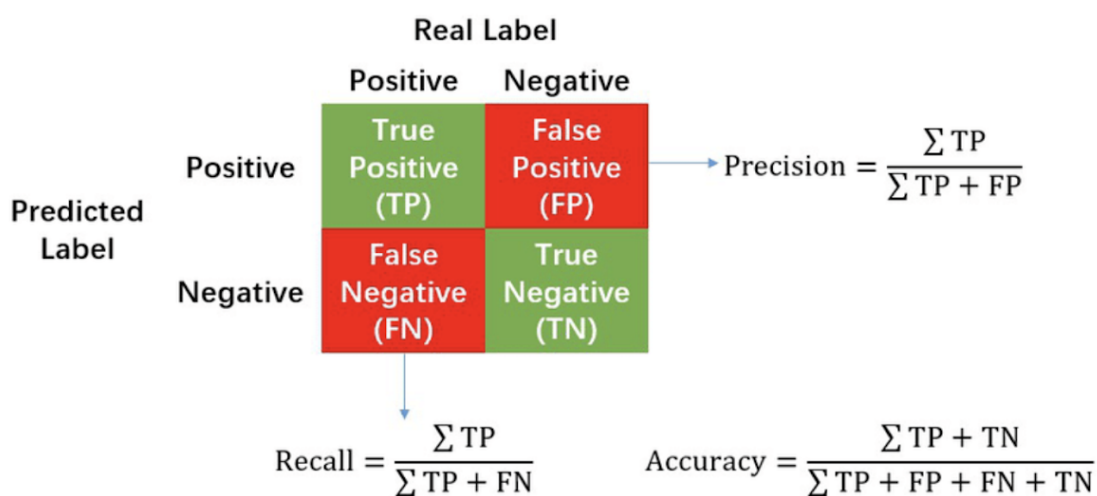 Real Label
Positive Negative
True Positive (TP)
False Positive (FP)
Positive
Precision = ∑ TP / ∑ TP + FP
Predicted Label
Negative
False Negative (FN)
True Negative (TN)
Recall = ∑ TP / ∑ TP + FN
Accuracy = ∑ TP + TN / ∑ TP + FP + FN + TN